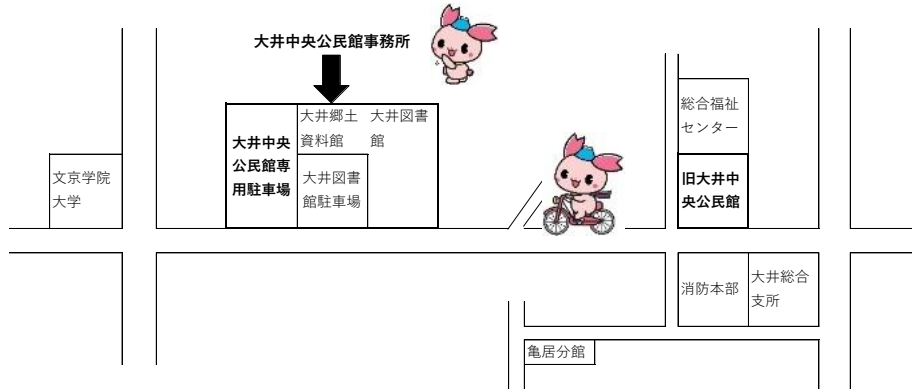 大井中央公民館事務所
大井郷土
資料館
大井図書
館
大井中央
公民館専
用駐車場
大井図書
館駐車場
文京学院
大学
総合福祉
センター
旧大井中
央公民館
消防本部
大井総合
支所
亀居分館